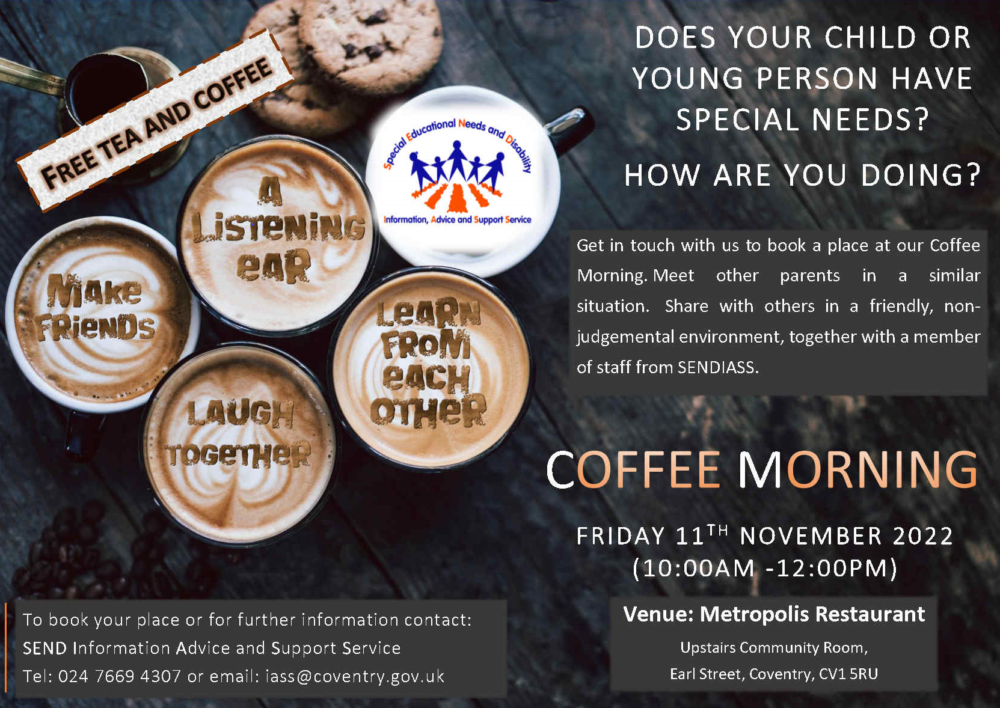 FREE TEA AND COFFEE
Special Educational Needs and Disability
Information, Advice and Support Service
A
LISTENING
EAR
MAKE
FRIENDS
LEARN
FROM
EACH
OTHER
LAUGH
TOGETHER
DOES YOUR CHILD OR
YOUNG PERSON HAVE
SPECIAL NEEDS?
HOW ARE YOU DOING?
Get in touch with us to book a place at our Coffee
Morning. Meet other parents in a similar
situation. Share with others in a friendly, non-
judgemental environment, together with a member
of staff from SENDIASS.
COFFEE MORNING
FRIDAY 11TH NOVEMBER 2022
(10:00AM -12:00PM)
Venue: Metropolis Restaurant
Upstairs Community Room,
Earl Street, Coventry, CV1 5RU
To book your place or for further information contact:
SEND Information Advice and Support Service
Tel: 024 7669 4307 or email: iass@coventry.gov.uk